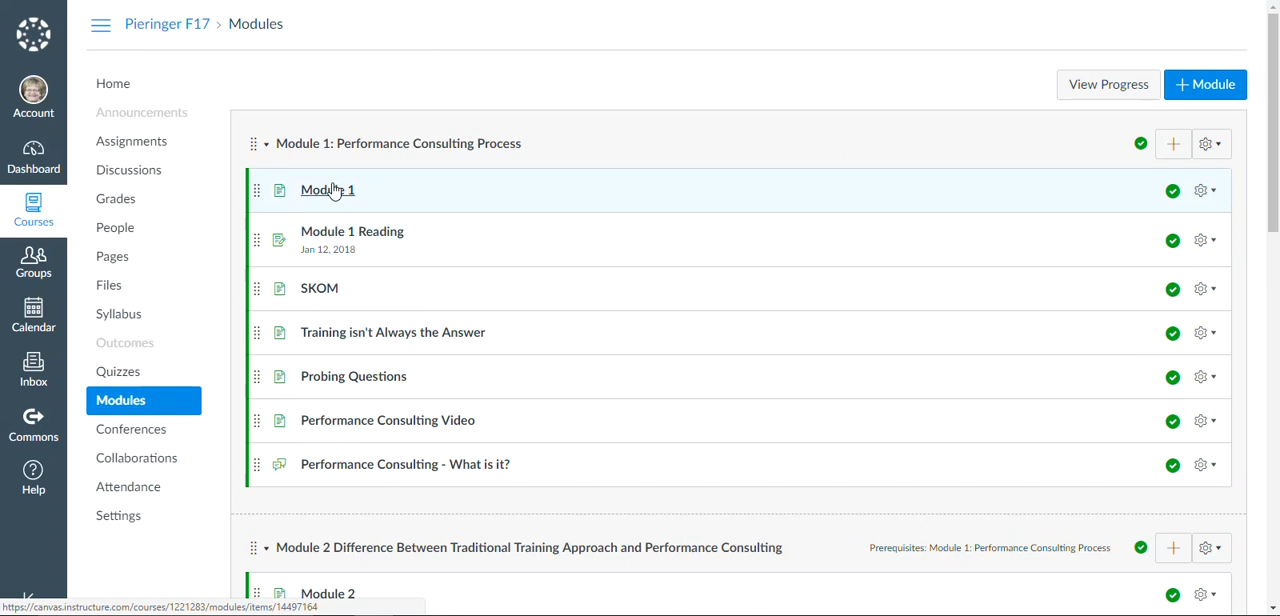 Pieringer F17 › Modules
Account
Dashboard
Courses
Groups
Calendar
Inbox
Commons
Help
Home
Announcements
Assignments
Discussions
Grades
People
Pages
Files
Syllabus
Outcomes
Quizzes
Modules
Conferences
Collaborations
Attendance
Settings
View Progress
+ Module
Module 1: Performance Consulting Process
Module 1
Module 1 Reading
Jan 12, 2018
SKOM
Training isn't Always the Answer
Probing Questions
Performance Consulting Video
Performance Consulting - What is it?
Module 2 Difference Between Traditional Training Approach and Performance Consulting
Prerequisites: Module 1: Performance Consulting Process
Module 2
https://canvas.instructure.com/courses/1221283/modules/items/14497164